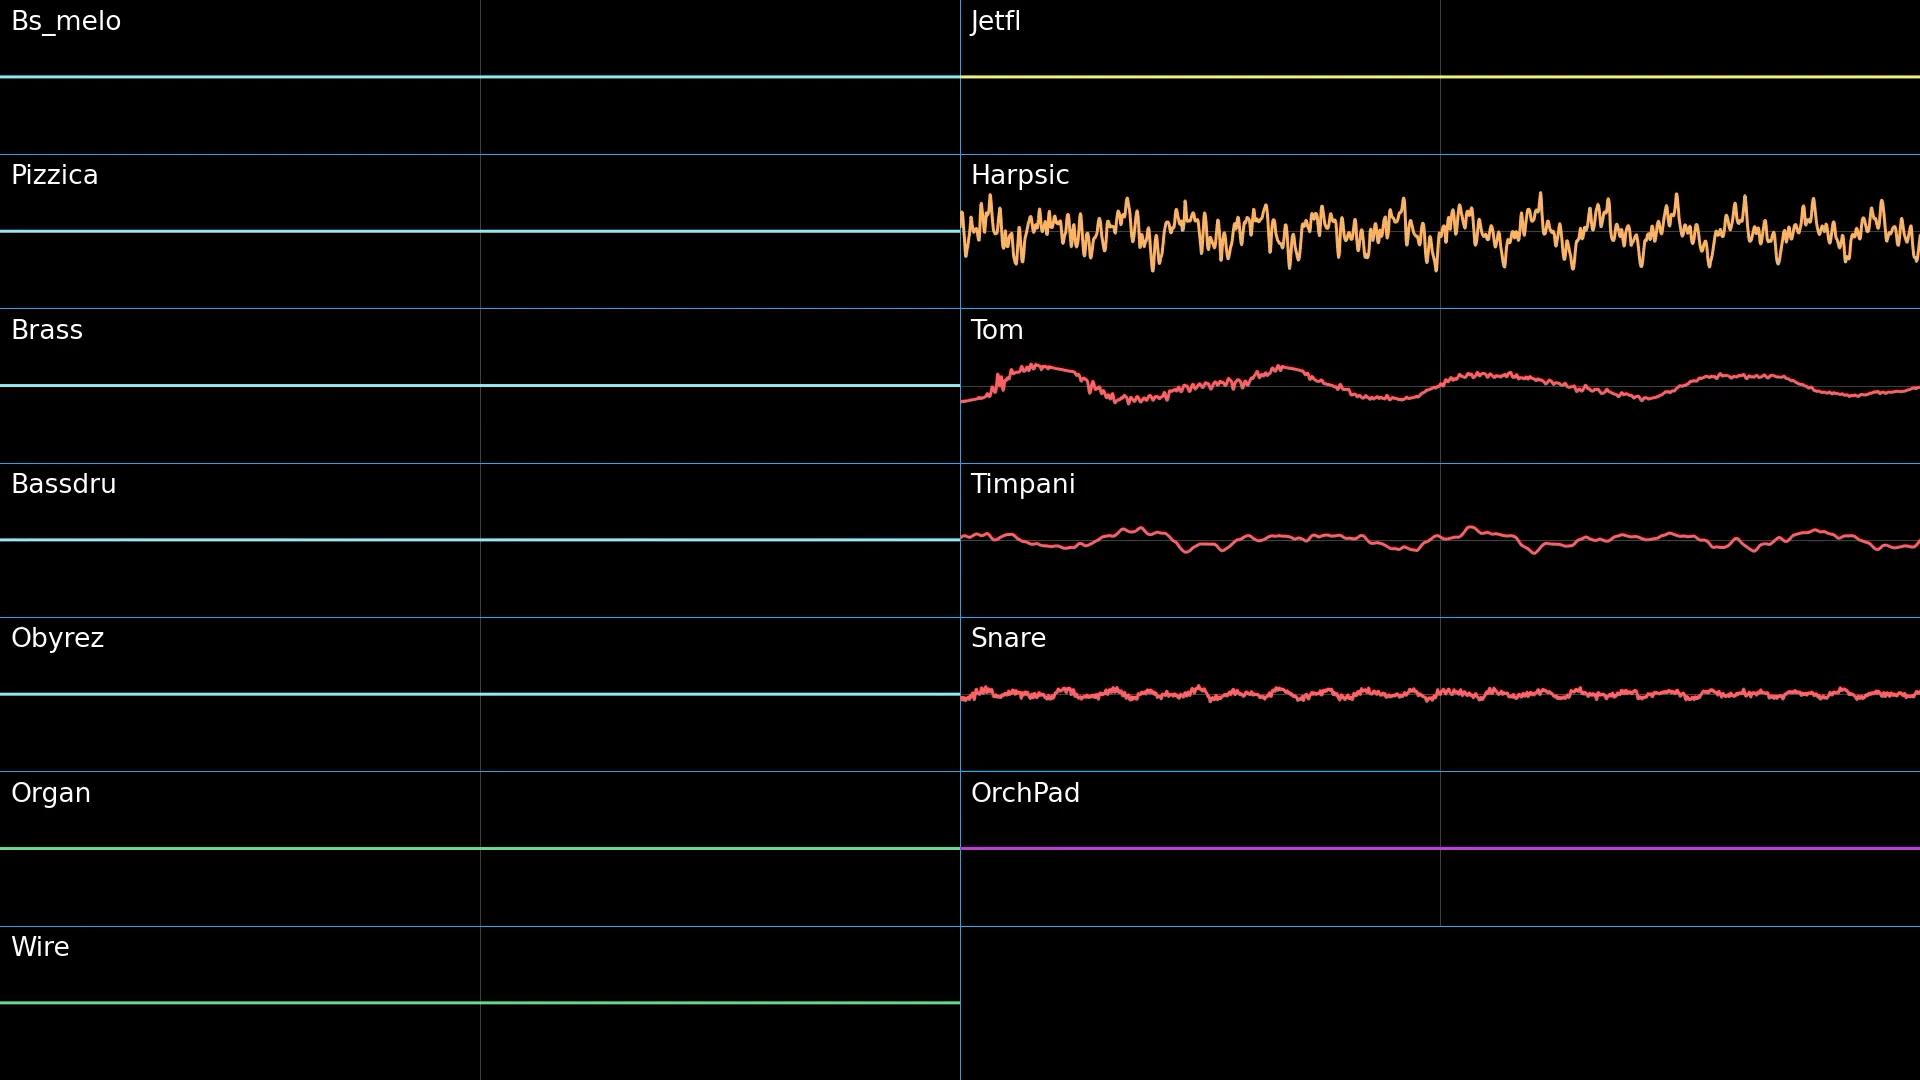 Bs_melo
Jetfl
Pizzica
Harpsic
Brass
Tom
Bassdru
Timpani
Obyrez
Snare
Organ
OrchPad
Wire